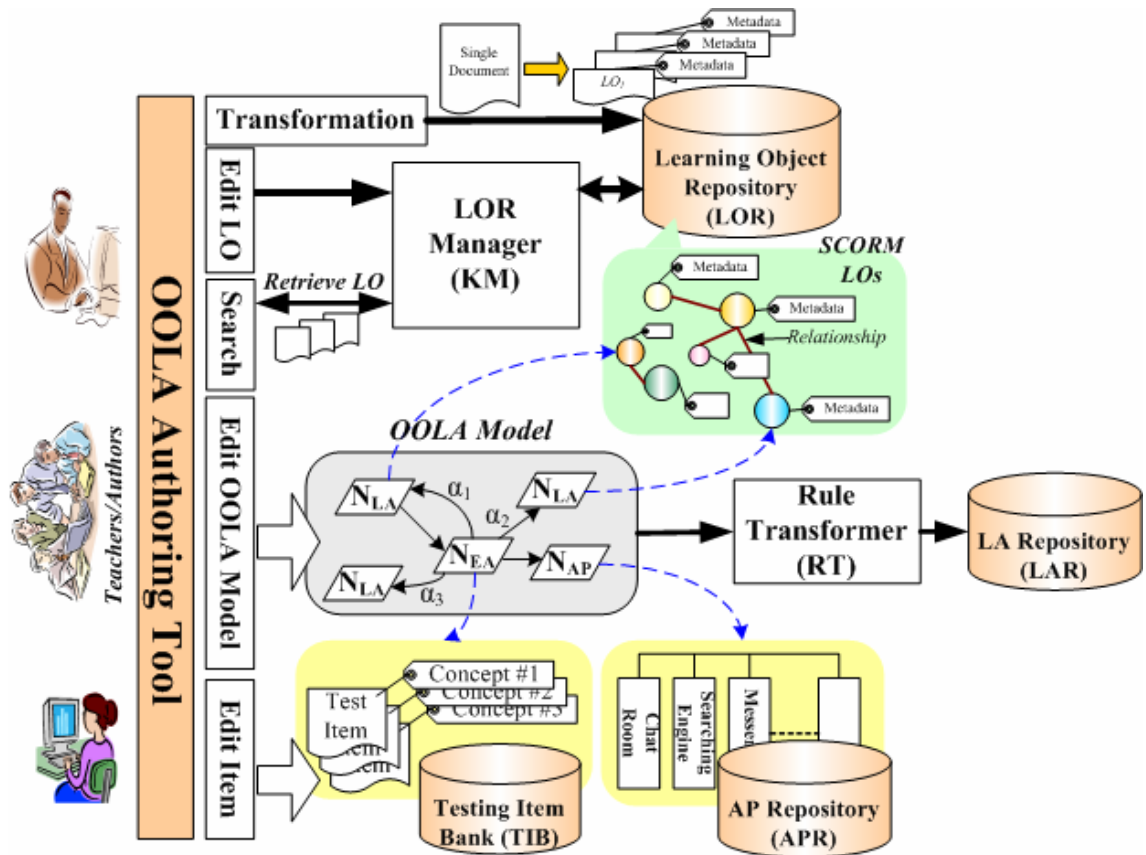 Metadata
Metadata
Metadata
Single
Document
LO1
Transformation
Learning Object
Repository
(LOR)
Edit LO
LOR
Manager
(KM)
Retrieve LO
Search
SCORM
LOs
Metadata
Metadata
Relationship
Metadata
OOLA Authoring Tool
Teachers/Authors
Edit OOLA Model
OOLA Model
NLA
α1
α2
NLA
NEA
NAP
NLA
α3
Rule
Transformer
(RT)
LA Repository
(LAR)
Edit Item
Concept #1
Concept #2
Concept #3
Test
Item
Item
Testing Item
Bank (TIB)
Chat
Room
Searching
Engine
Messen
AP Repository
(APR)